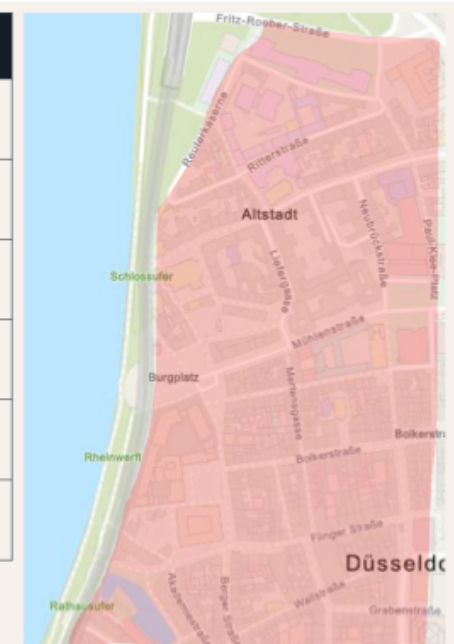 Fritz-Roeber-Straße
Reuterkaserne
Ritterstraße
Altstadt
Neubrückstraße
Paul-Klee-Platz
Liefergasse
Schlossufer
Mühlenstraße
Burgplatz
Mertensgasse
Bolkerstr
Bolkerstraße
Rheinwerft
Flinger Straße
Düsseldo
Akademiestraße
Berger Straße
Wallstraße
Rathausufer
Grabenstraße